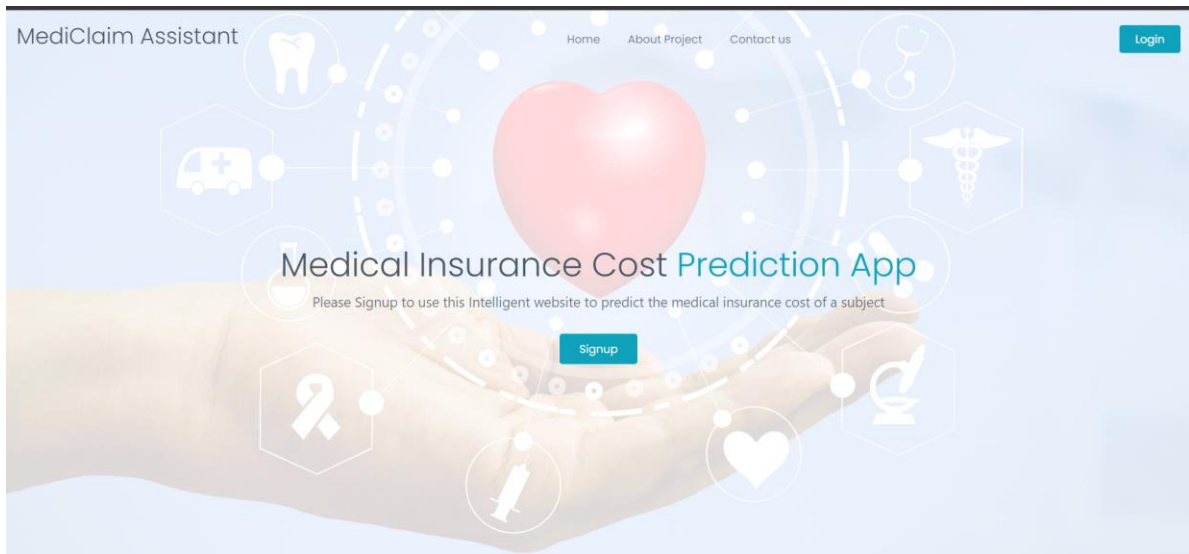 MediClaim Assistant
Home About Project Contact us
Login
Medical Insurance Cost Prediction App
Please Signup to use this Intelligent website to predict the medical insurance cost of a subject
Signup